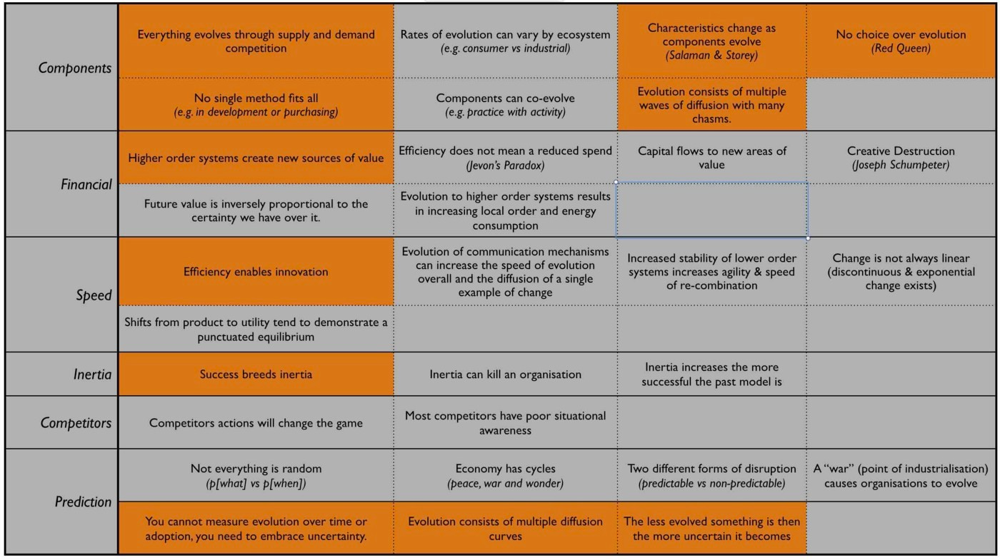 Components
Everything evolves through supply and demand
competition
Rates of evolution can vary by ecosystem
(e.g. consumer vs industrial)
Characteristics change as
components evolve
(Salaman & Storey)
No choice over evolution
(Red Queen)
No single method fits all
(e.g. in development or purchasing)
Components can co-evolve
(e.g. practice with activity)
Evolution consists of multiple
waves of diffusion with many
chasms.
Financial
Higher order systems create new sources of value
Efficiency does not mean a reduced spend
(Jevon's Paradox)
Capital flows to new areas of
value
Creative Destruction
(Joseph Schumpeter)
Future value is inversely proportional to the
certainty we have over it.
Evolution to higher order systems results
in increasing local order and energy
consumption
Speed
Efficiency enables innovation
Evolution of communication mechanisms
can increase the speed of evolution
overall and the diffusion of a single
example of change
Increased stability of lower order
systems increases agility & speed
of re-combination
Change is not always linear
(discontinuous & exponential
change exists)
Shifts from product to utility tend to demonstrate a
punctuated equilibrium
Inertia
Success breeds inertia
Inertia can kill an organisation
Inertia increases the more
successful the past model is
Competitors
Competitors actions will change the game
Most competitors have poor situational
awareness
Prediction
Not everything is random
(p[what] vs p[when])
Economy has cycles
(peace, war and wonder)
Two different forms of disruption
(predictable vs non-predictable)
A “war” (point of industrialisation)
causes organisations to evolve
You cannot measure evolution over time or
adoption, you need to embrace uncertainty.
Evolution consists of multiple diffusion
curves
The less evolved something is then
the more uncertain it becomes